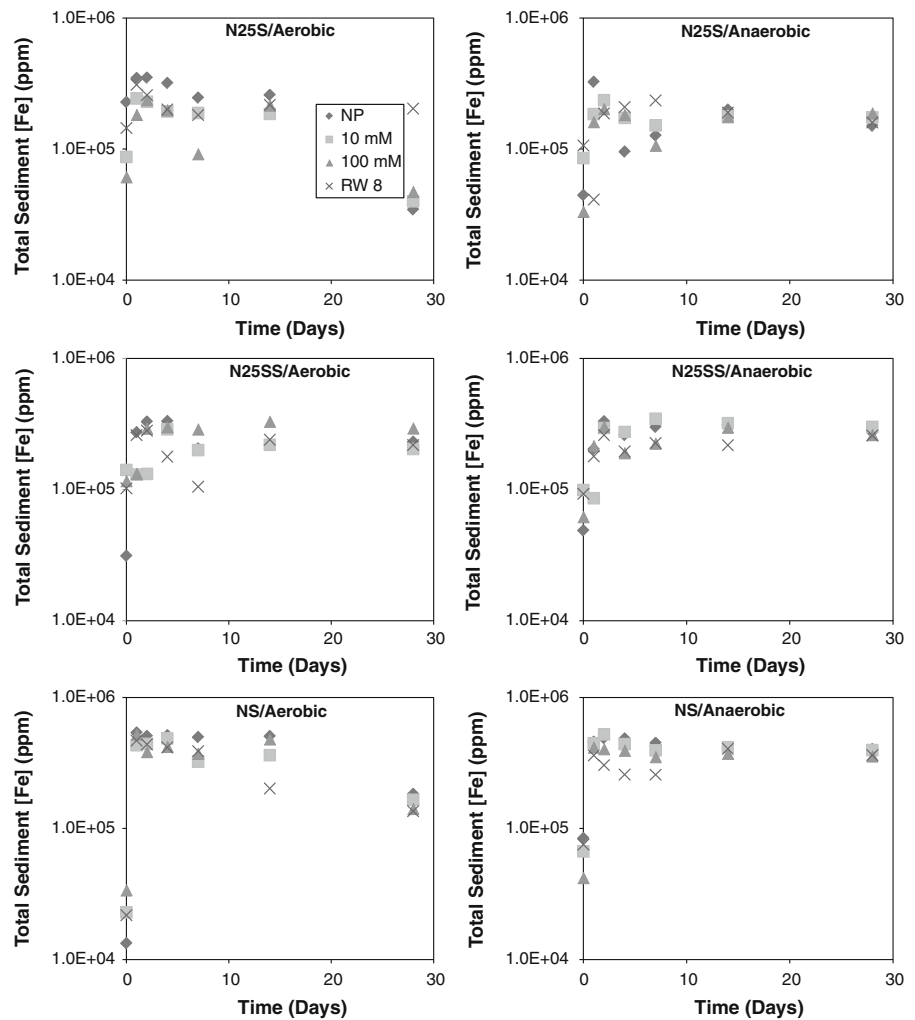 N25S/Aerobic
Total Sediment [Fe] (ppm)
1.0E+06
1.0E+05
1.0E+04
NP
10 mM
100 mM
RW 8
0 10 20 30
Time (Days)
N25S/Anaerobic
Total Sediment [Fe] (ppm)
1.0E+06
1.0E+05
1.0E+04
0 10 20 30
Time (Days)
N25SS/Aerobic
Total Sediment [Fe] (ppm)
1.0E+06
1.0E+05
1.0E+04
0 10 20 30
Time (Days)
N25SS/Anaerobic
Total Sediment [Fe] (ppm)
1.0E+06
1.0E+05
1.0E+04
0 10 20 30
Time (Days)
NS/Aerobic
Total Sediment [Fe] (ppm)
1.0E+06
1.0E+05
1.0E+04
0 10 20 30
Time (Days)
NS/Anaerobic
Total Sediment [Fe] (ppm)
1.0E+06
1.0E+05
1.0E+04
0 10 20 30
Time (Days)